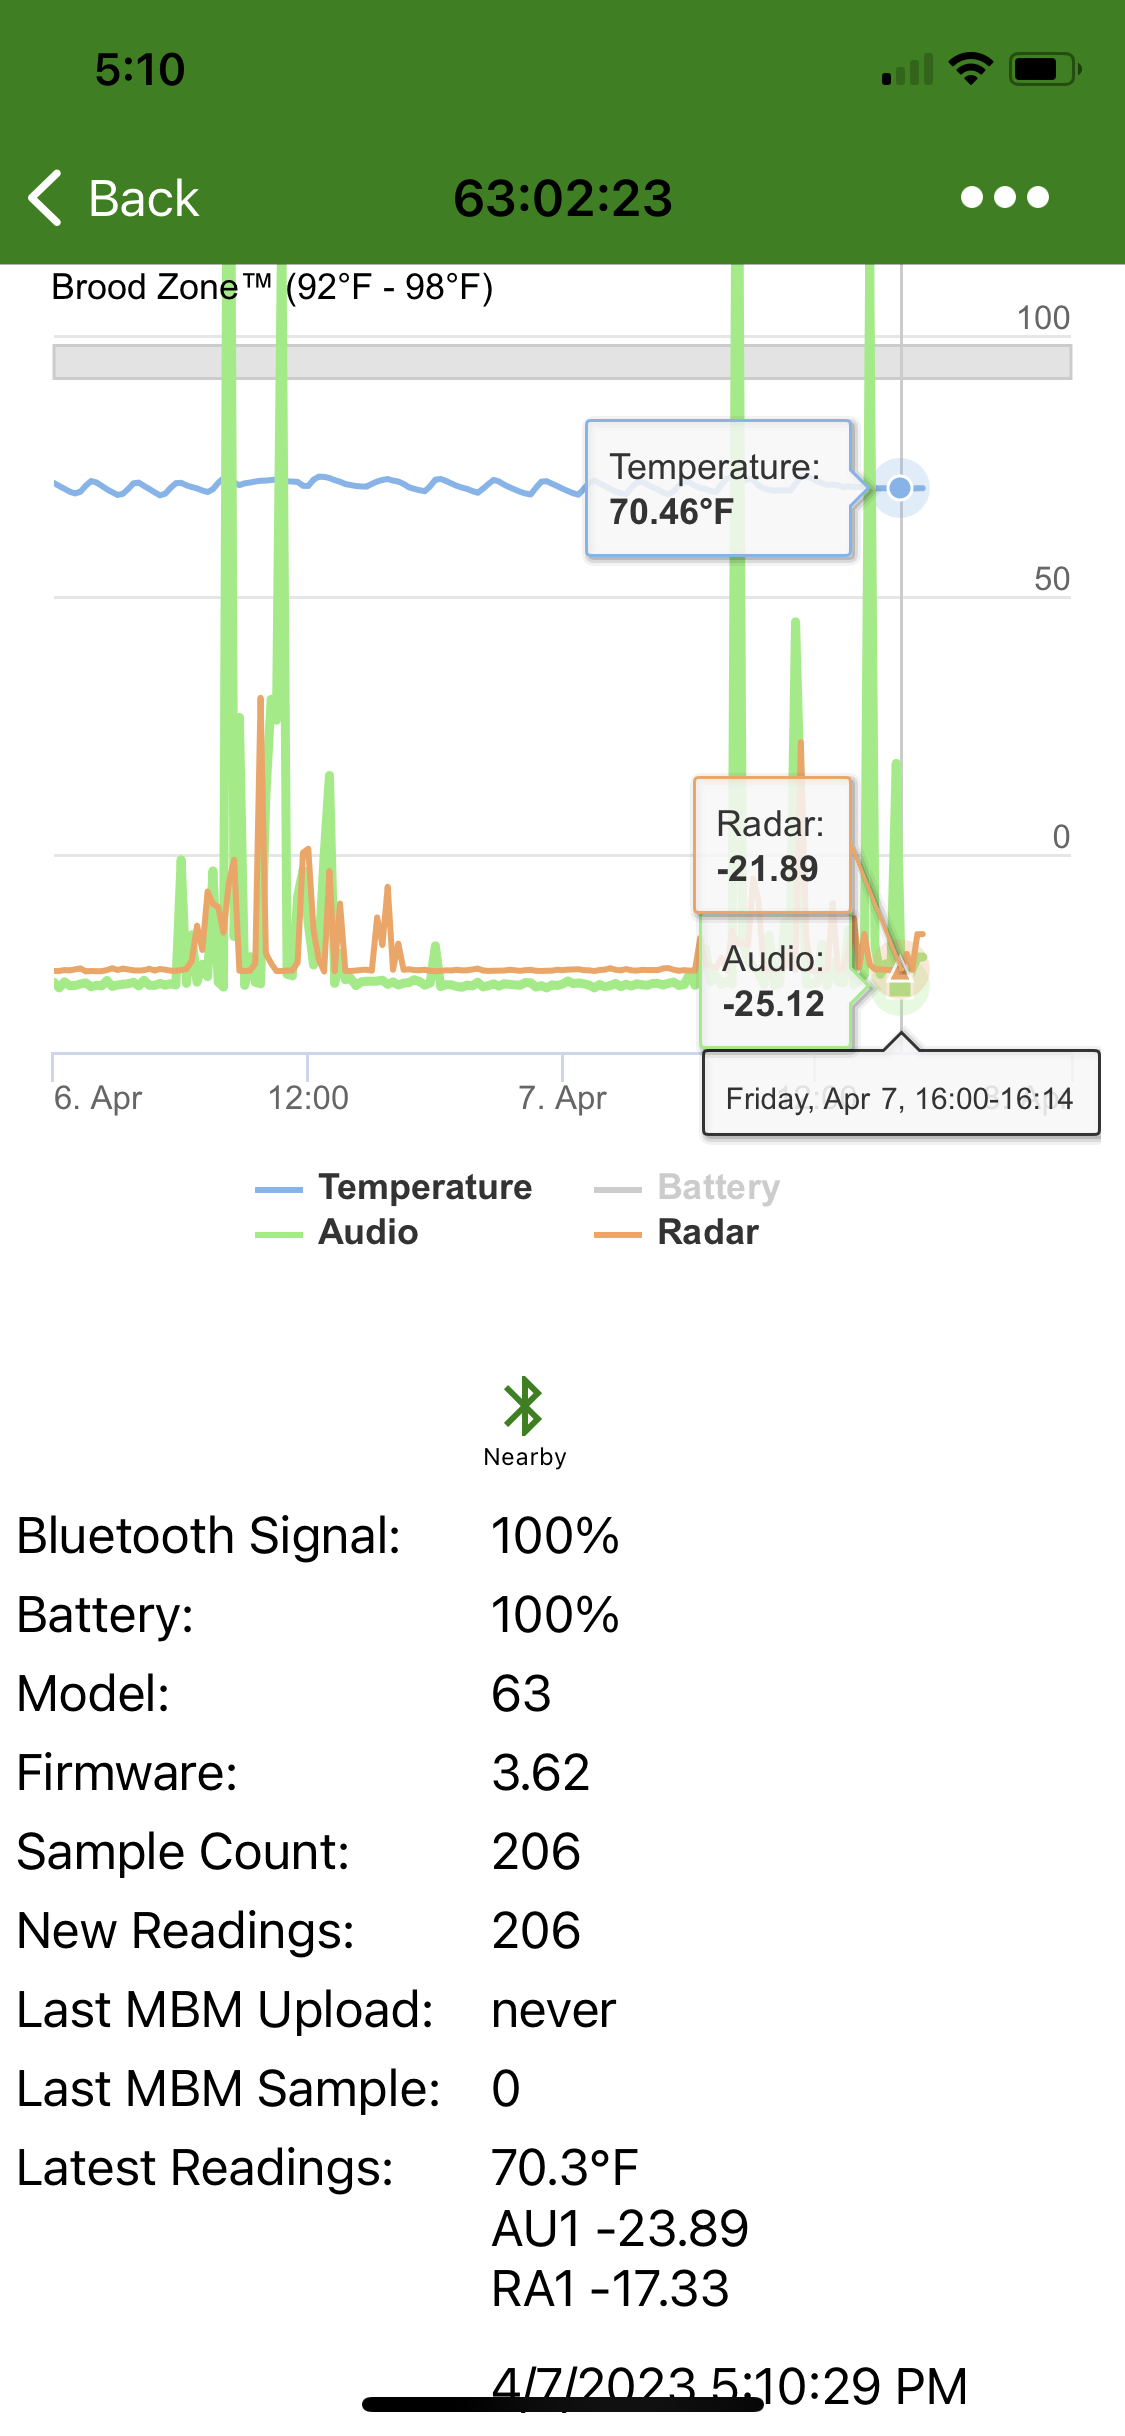 5:10
Back
63:02:23
Brood Zone™ (92°F - 98°F)
100
Temperature:
70.46°F
50
Radar:
-21.89
0
Audio:
-25.12
6. Apr
12:00
7. Apr
Friday, Apr 7, 16:00-16:14
Temperature
Battery
Audio
Radar
Nearby
Bluetooth Signal: 100%
Battery: 100%
Model: 63
Firmware: 3.62
Sample Count: 206
New Readings: 206
Last MBM Upload: never
Last MBM Sample: 0
Latest Readings: 70.3°F
AU1 -23.89
RA1 -17.33
4/7/2023 5:10:29 PM